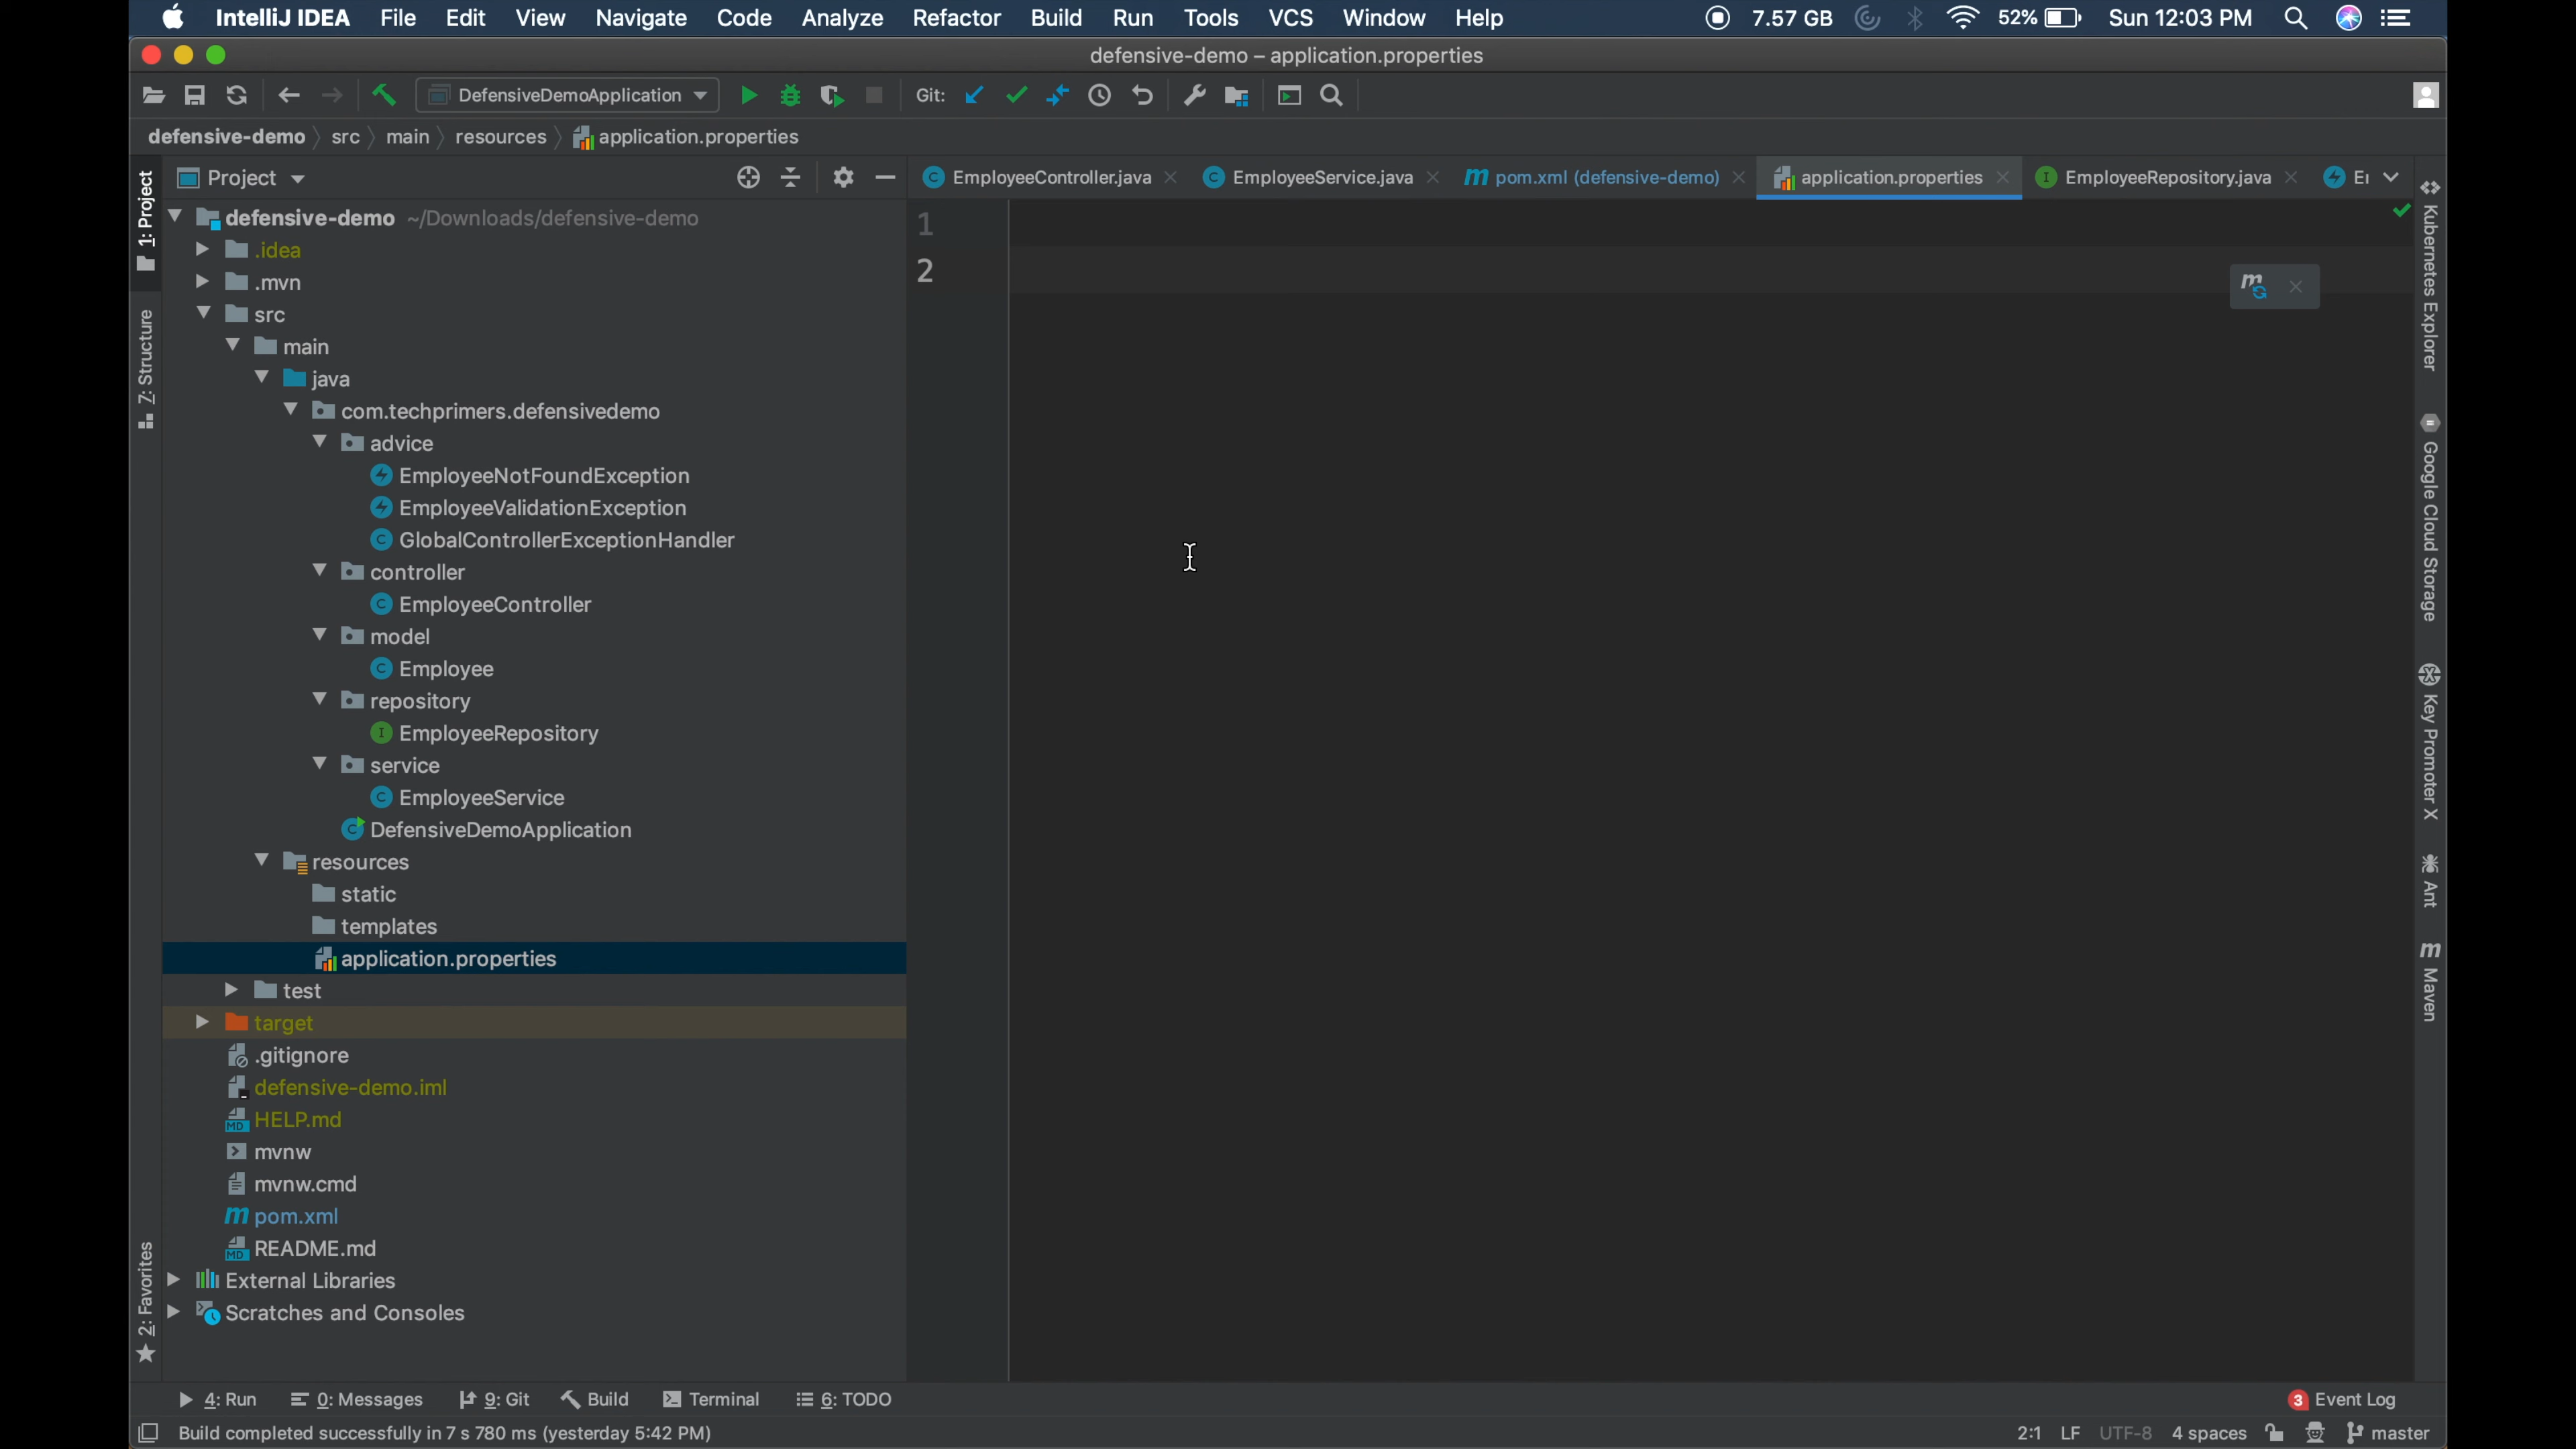 IntelliJ IDEA File Edit View Navigate Code Analyze Refactor Build Run Tools VCS Window Help 7.57 GB 52% Sun 12:03 PM
defensive-demo – application.properties
DefensiveDemoApplication Git:
defensive-demo src main resources application.properties
Project
EmployeeController.java EmployeeService.java pom.xml (defensive-demo) application.properties EmployeeRepository.java
defensive-demo ~/Downloads/defensive-demo
.idea
.mvn
src
main
java
com.techprimers.defensivedemo
advice
EmployeeNotFoundException
EmployeeValidationException
GlobalControllerExceptionHandler
controller
EmployeeController
model
Employee
repository
EmployeeRepository
service
EmployeeService
DefensiveDemoApplication
resources
static
templates
application.properties
test
target
.gitignore
defensive-demo.iml
HELP.md
mvnw
mvnw.cmd
pom.xml
README.md
External Libraries
Scratches and Consoles
1
2
1: Project
7: Structure
2: Favorites
Kubernetes Explorer
Google Cloud Storage
Key Promoter X
Ant
Maven
4: Run 0: Messages 9: Git Build Terminal 6: TODO 3 Event Log
Build completed successfully in 7 s 780 ms (yesterday 5:42 PM) 2:1 LF UTF-8 4 spaces master